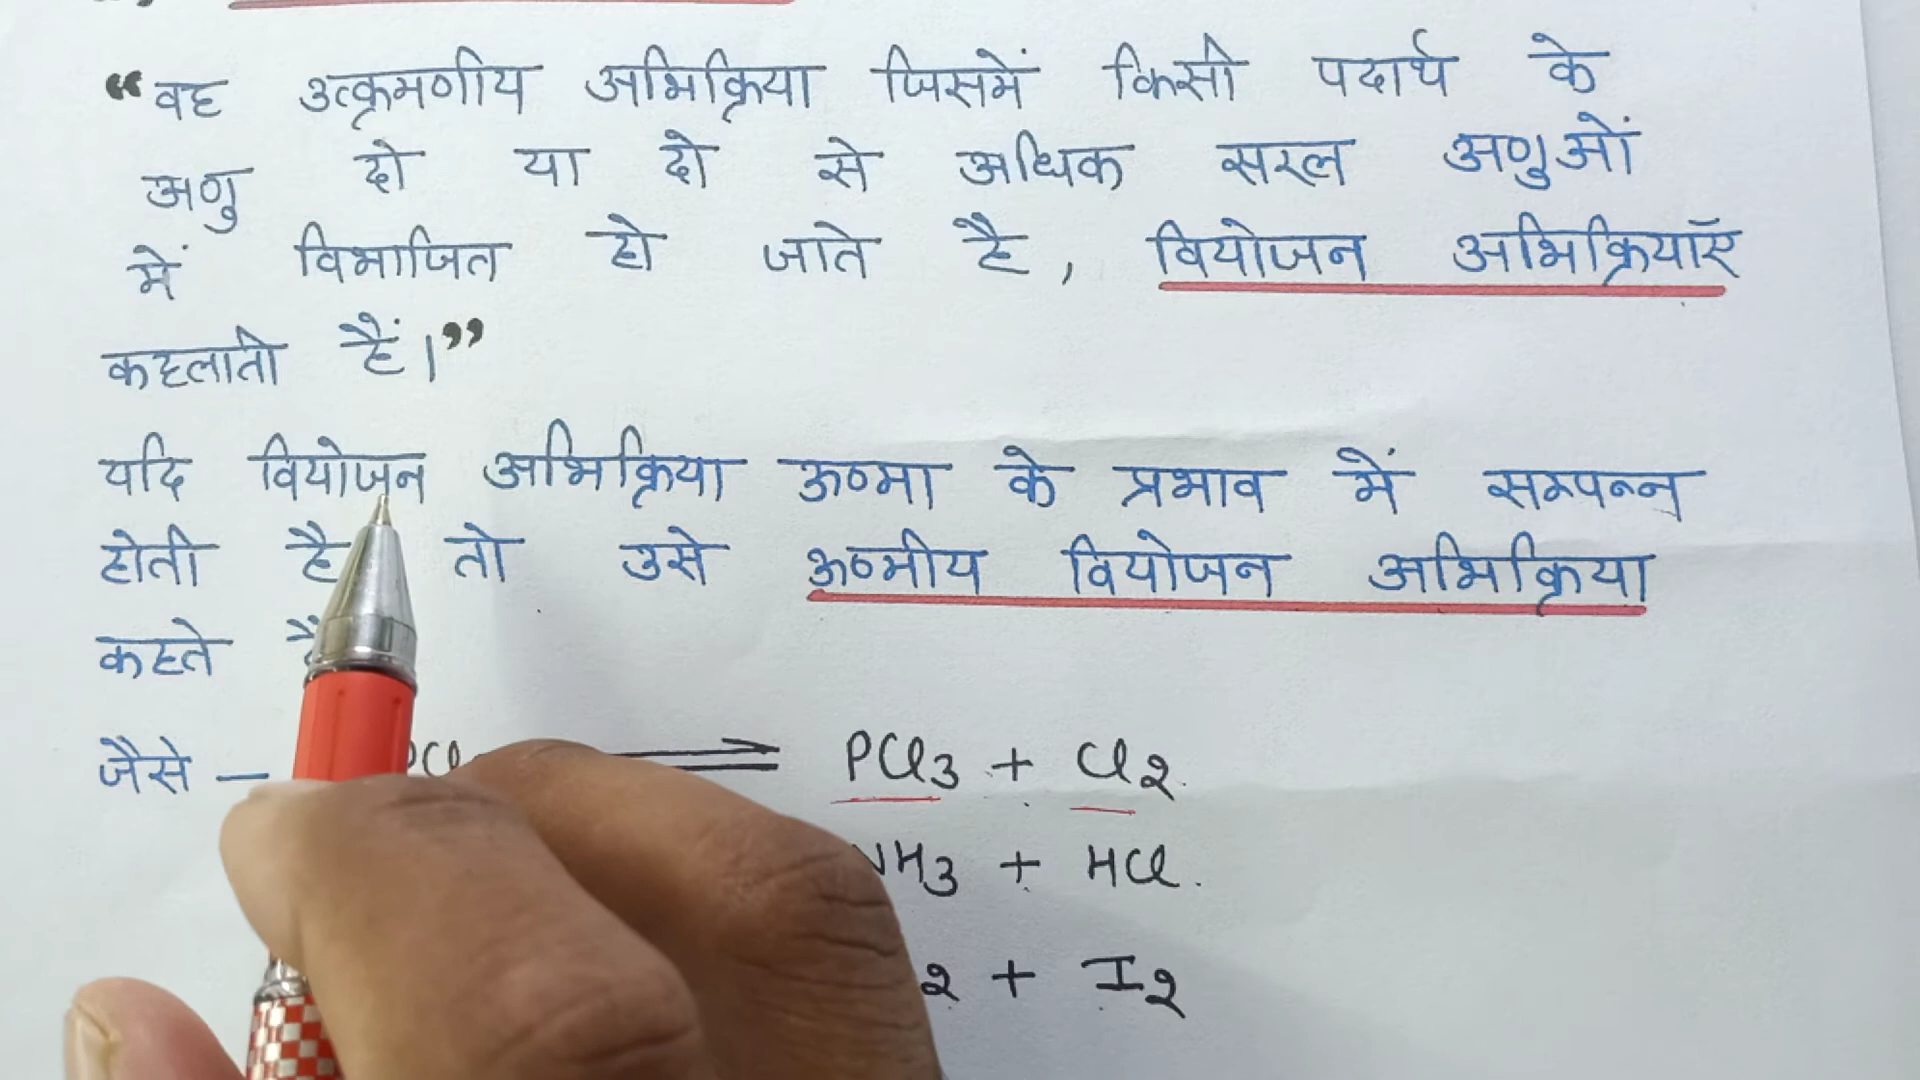 “वह उत्क्रमणीय अभिक्रिया जिसमें किसी पदार्थ के
अणु दो या दो से अधिक सरल अणुओं
में विभाजित हो जाते है, वियोजन अभिक्रियाएँ
कहलाती हैं।”
यदि वियोजन अभिक्रिया ऊष्मा के प्रभाव में सम्पन्न
होती है तो उसे ऊष्मीय वियोजन अभिक्रिया
कहते
जैसे — PCl3 + Cl2
NH3 + HCl.
2 + I2